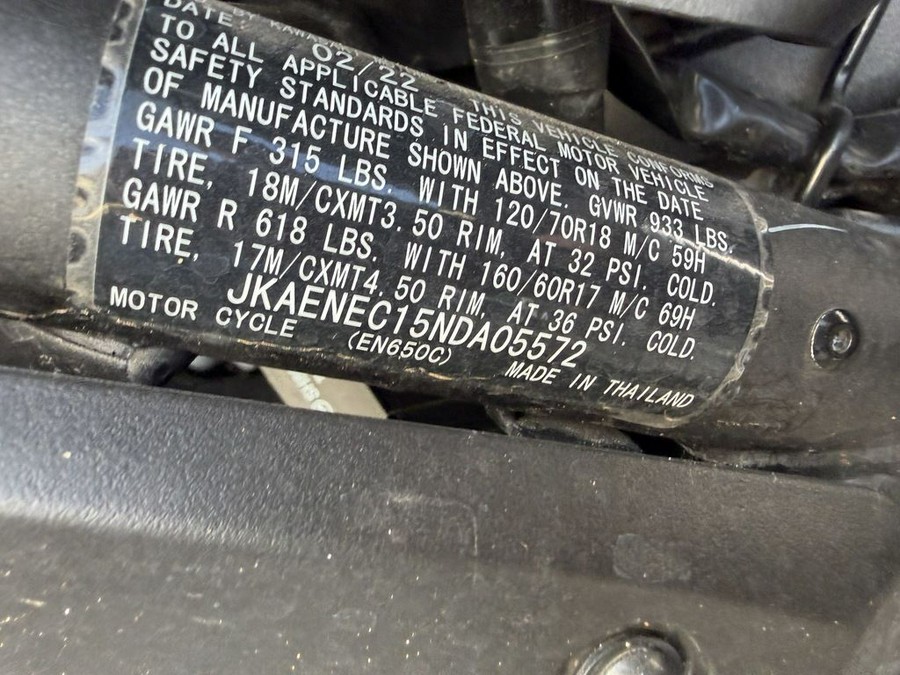 DATE BY KAWASAKI
02/22 THIS VEHICLE CONFORMS
TO ALL APPLICABLE FEDERAL MOTOR VEHICLE
SAFETY STANDARDS IN EFFECT ON THE DATE
OF MANUFACTURE SHOWN ABOVE. GVWR 933 LBS.
GAWR F 315 LBS. WITH 120/70R18 M/C 59H
TIRE, 18M/CXMT3.50 RIM, AT 32 PSI. COLD.
GAWR R 618 LBS. WITH 160/60R17 M/C 69H
TIRE, 17M/CXMT4.50 RIM, AT 36 PSI. COLD.
JKAENEC15NDA05572
MOTOR CYCLE (EN650C) MADE IN THAILAND